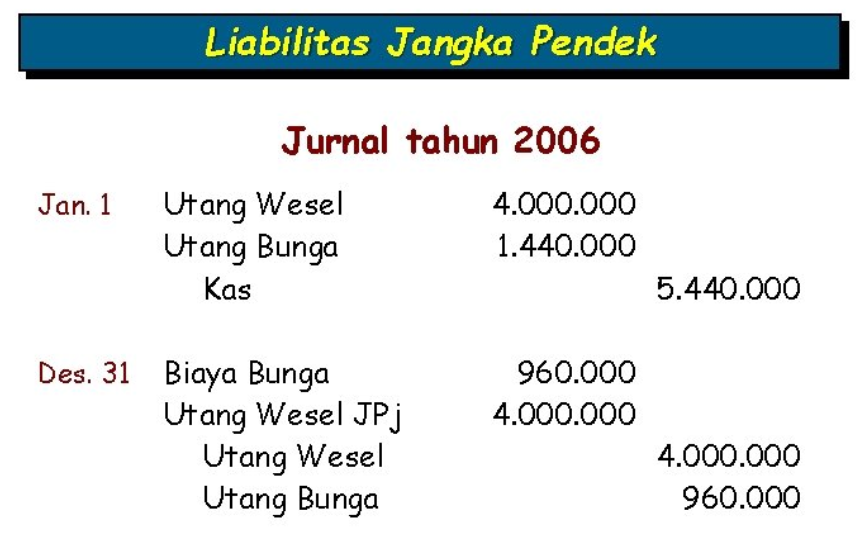 Liabilitas Jangka Pendek
Jurnal tahun 2006
Jan. 1 Utang Wesel 4.000.000
Utang Bunga 1.440.000
Kas 5.440.000
Des. 31 Biaya Bunga 960.000
Utang Wesel JPj 4.000.000
Utang Wesel 4.000.000
Utang Bunga 960.000